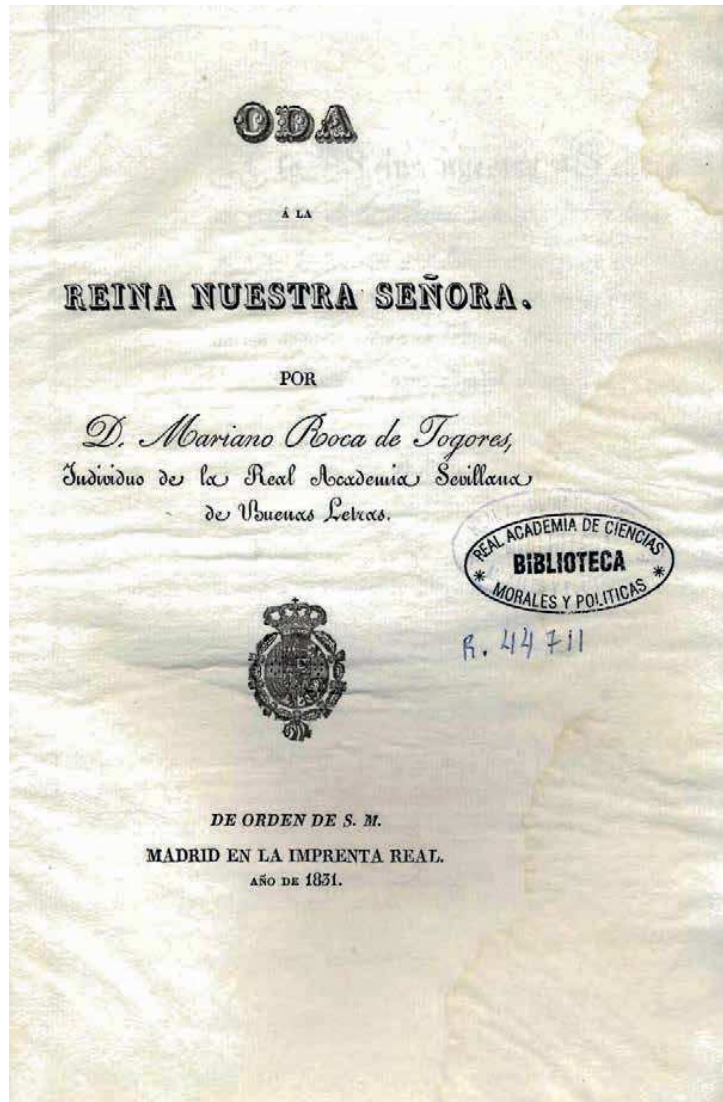 ODA
Á LA
REINA NUESTRA SEÑORA.
POR
D. Mariano Roca de Togores,
Individuo de la Real Academia Sevillana
de Buenas Letras.
REAL ACADEMIA DE CIENCIAS
BIBLIOTECA
MORALES Y POLITICAS
R. 44711
DE ORDEN DE S. M.
MADRID EN LA IMPRENTA REAL.
AÑO DE 1831.